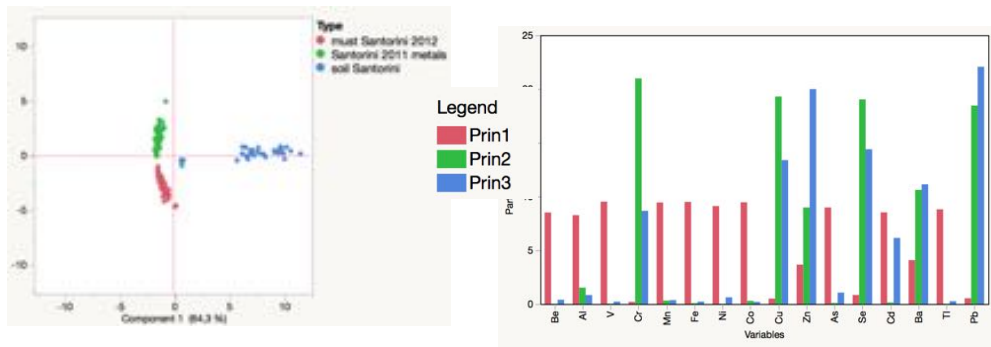 Type
must Santorini 2012
Santorini 2011 metals
soil Santorini
10
5
0
-5
-10
-10
-5
0
5
10
Component 1 (64,3 %)
Legend
Prin1
Prin2
Prin3
25
5
0
Be
Al
V
Cr
Mn
Fe
Ni
Co
Cu
Zn
As
Se
Cd
Ba
Tl
Pb
Variables